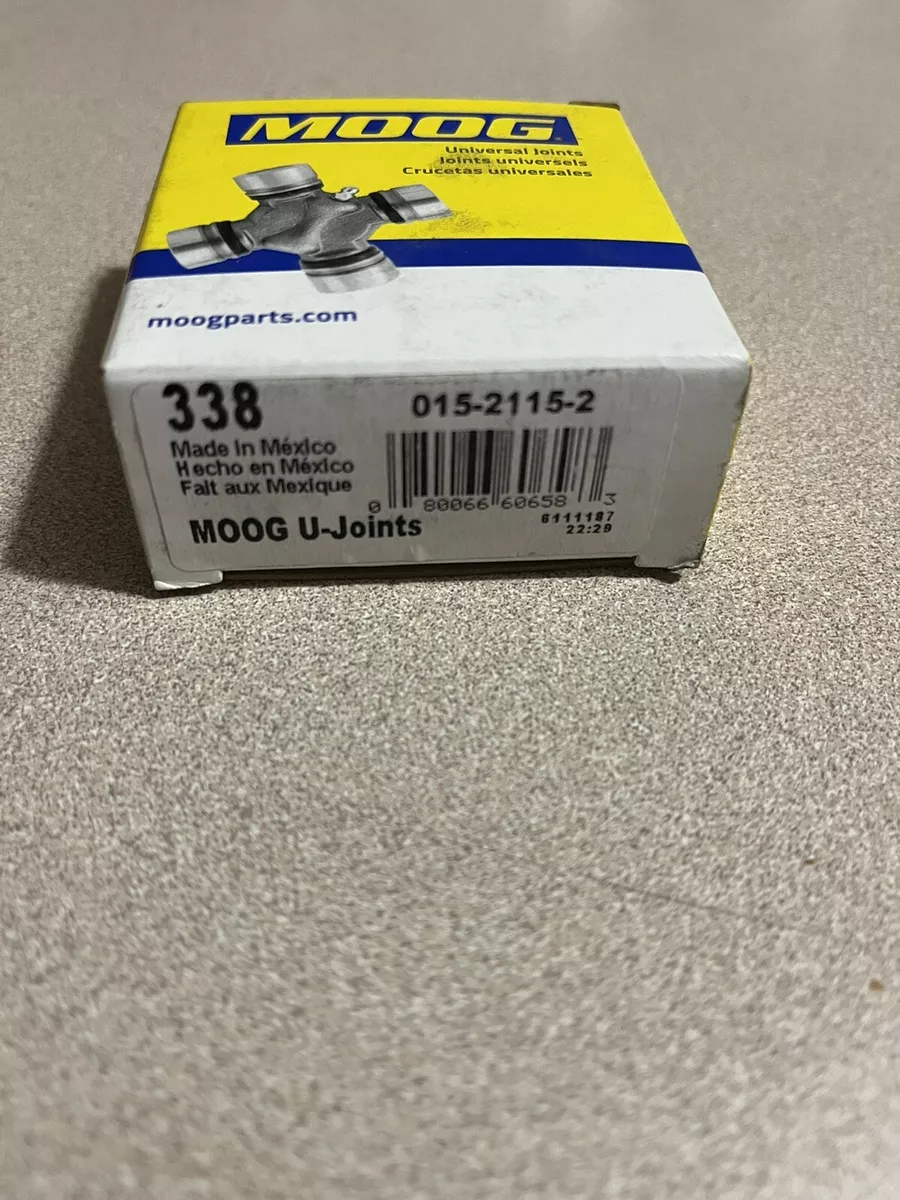 MOOG
Universal Joints
Joints universels
Crucetas universales
moogparts.com
338
015-2115-2
Made in México
Hecho en México
Fait aux Mexique
0 80066 60658 3
MOOG U-Joints
6111187
22:29